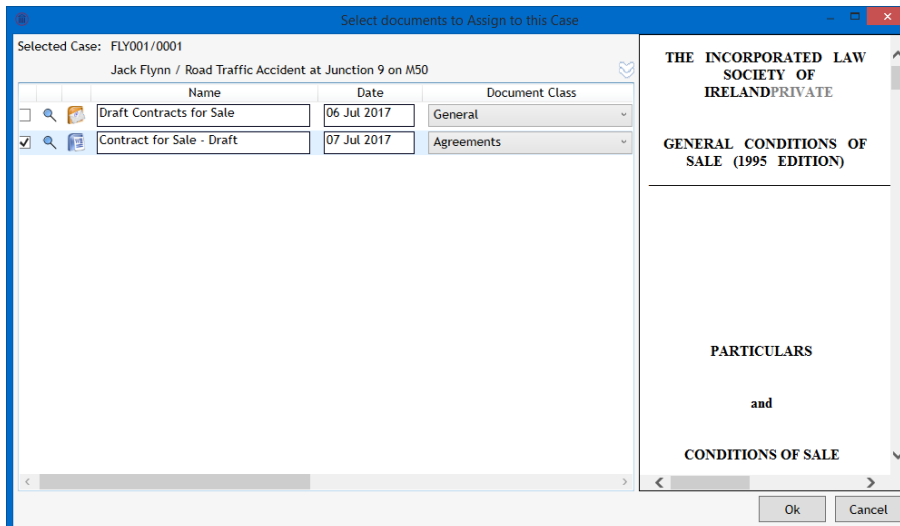 Select documents to Assign to this Case
Selected Case: FLY001/0001
Jack Flynn / Road Traffic Accident at Junction 9 on M50
Name Date Document Class
Draft Contracts for Sale 06 Jul 2017 General
Contract for Sale - Draft 07 Jul 2017 Agreements
THE INCORPORATED LAW
SOCIETY OF
IRELANDPRIVATE
GENERAL CONDITIONS OF
SALE (1995 EDITION)
PARTICULARS
and
CONDITIONS OF SALE
Ok Cancel